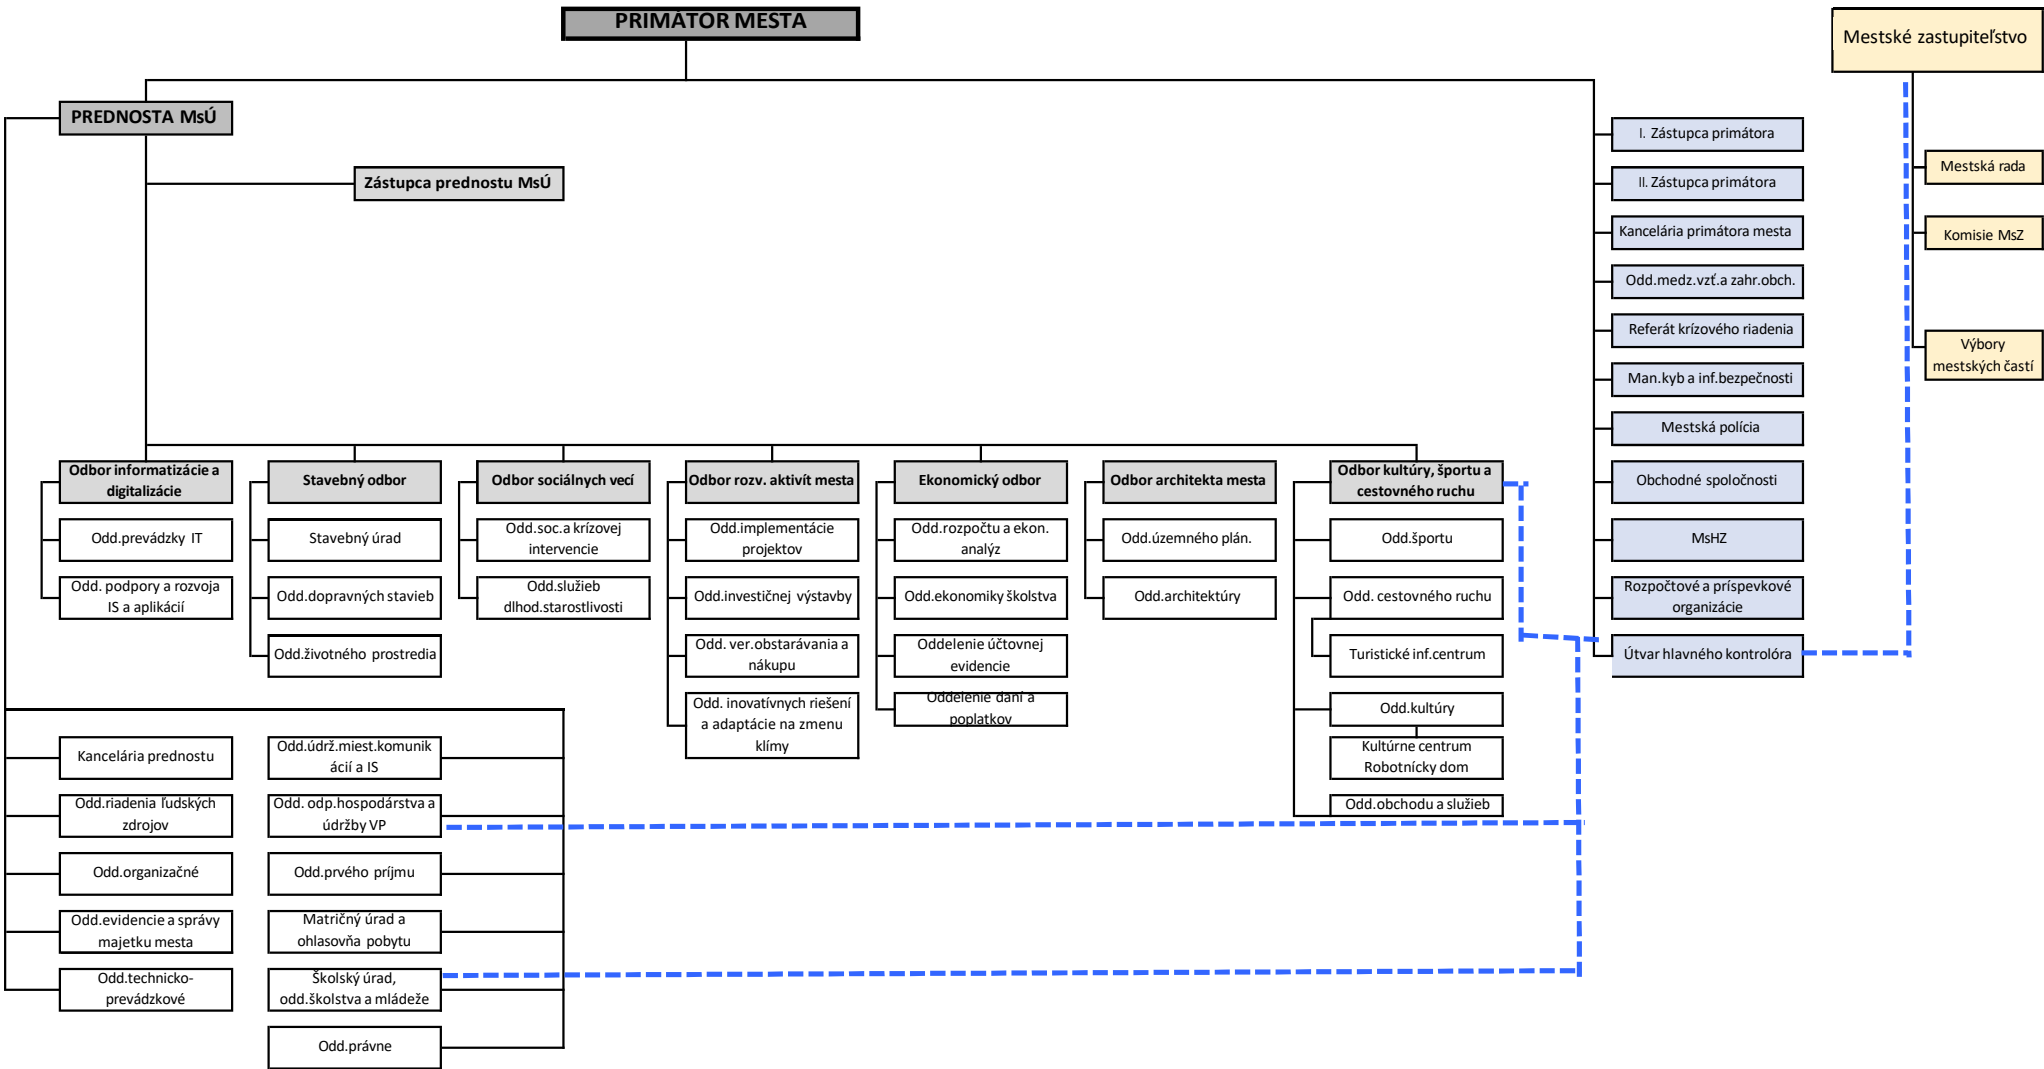 PRIMÁTOR MESTA
Mestské zastupiteľstvo
PREDNOSTA MsÚ
Zástupca prednostu MsÚ
I. Zástupca primátora
II. Zástupca primátora
Kancelária primátora mesta
Odd.medz.vzť.a zahr.obch.
Referát krízového riadenia
Man.kyb a inf.bezpečnosti
Mestská polícia
Obchodné spoločnosti
MsHZ
Rozpočtové a príspevkové
organizácie
Útvar hlavného kontrolóra
Mestská rada
Komisie MsZ
Výbory
mestských častí
Odbor informatizácie a
digitalizácie
Odd.prevádzky IT
Odd. podpory a rozvoja
IS a aplikácií
Stavebný odbor
Stavebný úrad
Odd.dopravných stavieb
Odd.životného prostredia
Odbor sociálnych vecí
Odd.soc.a krízovej
intervencie
Odd.služieb
dlhod.starostlivosti
Odbor rozv. aktivít mesta
Odd.implementácie
projektov
Odd.investičnej výstavby
Odd. ver.obstarávania a
nákupu
Odd. inovatívnych riešení
a adaptácie na zmenu
klímy
Ekonomický odbor
Odd.rozpočtu a ekon.
analýz
Odd.ekonomiky školstva
Oddelenie účtovnej
evidencie
Oddelenie daní a
poplatkov
Odbor architekta mesta
Odd.územného plán.
Odd.architektúry
Odbor kultúry, športu a
cestovného ruchu
Odd.športu
Odd. cestovného ruchu
Turistické inf.centrum
Odd.kultúry
Kultúrne centrum
Robotnícky dom
Odd.obchodu a služieb
Kancelária prednostu
Odd.riadenia ľudských
zdrojov
Odd.organizačné
Odd.evidencie a správy
majetku mesta
Odd.technicko-
prevádzkové
Odd.údrž.miest.komunik
ácií a IS
Odd. odp.hospodárstva a
údržby VP
Odd.prvého príjmu
Matričný úrad a
ohlasovňa pobytu
Školský úrad,
odd.školstva a mládeže
Odd.právne